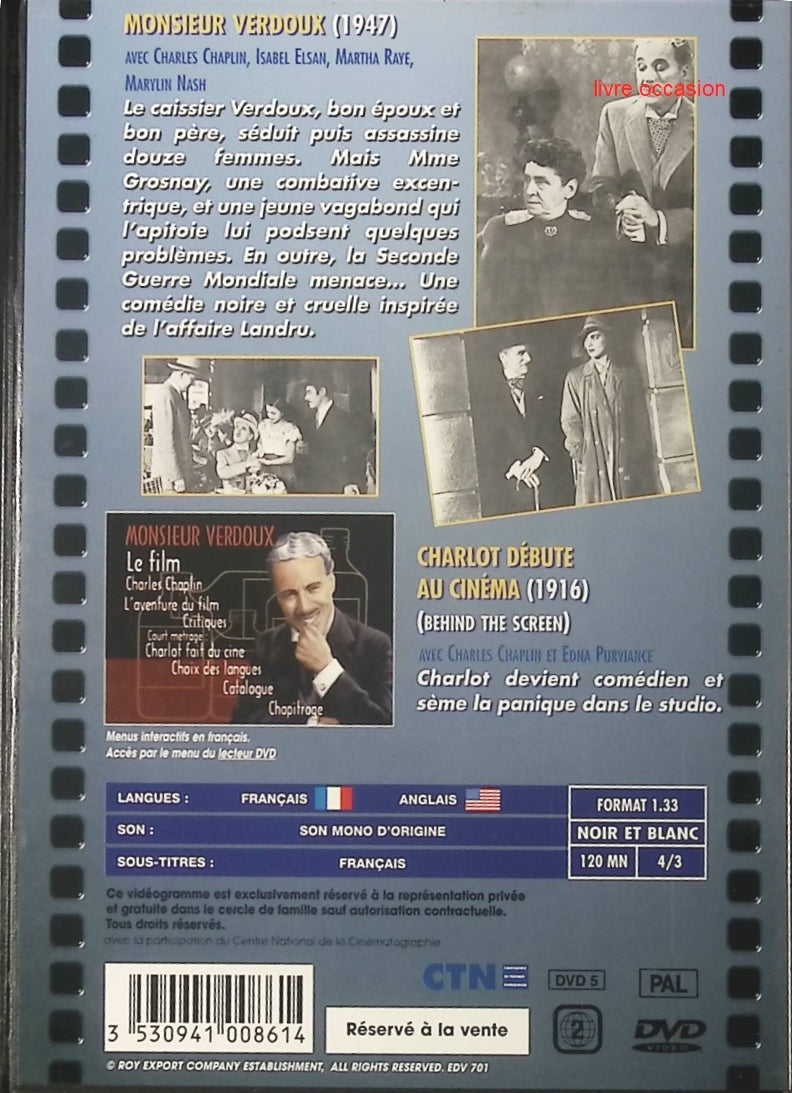 MONSIEUR VERDOUX (1947)
AVEC CHARLES CHAPLIN, ISABEL ELSAN, MARTHA RAYE,
MARYLIN NASH
livre occasion
Le caissier Verdoux, bon époux et
bon père, séduit puis assassine
douze femmes. Mais Mme
Grosnay, une combative excen-
trique, et une jeune vagabond qui
l'apitoie lui podsent quelques
problèmes. En outre, la Seconde
Guerre Mondiale menace... Une
comédie noire et cruelle inspirée
de l'affaire Landru.
MONSIEUR VERDOUX
Le film
Charles Chaplin
L'aventure du film
Critiques
Court metrage :
Charlot fait du cine
Choix des langues
Catalogue
Chapitrage
Menus interactifs en français.
Accès par le menu du lecteur DVD
CHARLOT DÉBUTE
AU CINÉMA (1916)
(BEHIND THE SCREEN)
AVEC CHARLES CHAPLIN ET EDNA PURVIANCE
Charlot devient comédien et
sème la panique dans le studio.
LANGUES : FRANÇAIS ANGLAIS
SON : SON MONO D'ORIGINE
SOUS-TITRES : FRANÇAIS
FORMAT 1.33
NOIR ET BLANC
120 MN 4/3
Ce vidéogramme est exclusivement réservé à la représentation privée
et gratuite dans le cercle de famille sauf autorisation contractuelle.
Tous droits réservés.
avec la participation du Centre National de la Cinématographie
CTN
DVD 5
PAL
3 530941 008614
Réservé à la vente
2
DVD
VIDEO
© ROY EXPORT COMPANY ESTABLISHMENT, ALL RIGHTS RESERVED. EDV 701